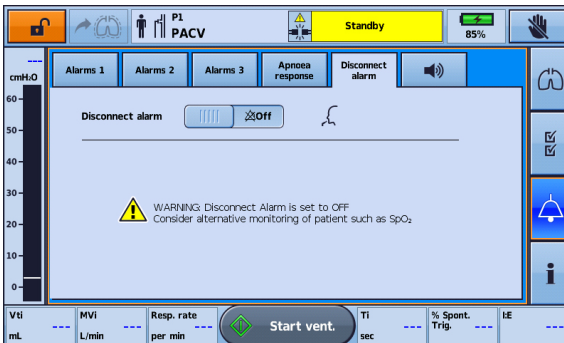 P1
PACV
Standby
85%
---
cmH₂O
60
50
40
30
20
10
0
Alarms 1
Alarms 2
Alarms 3
Apnoea
response
Disconnect
alarm
Disconnect alarm
Off
WARNING: Disconnect Alarm is set to OFF
Consider alternative monitoring of patient such as SpO₂
i
Vti
---
mL
MVi
---
L/min
Resp. rate
---
per min
Start vent.
Ti
---
sec
% Spont.
Trig. ---
I:E
---